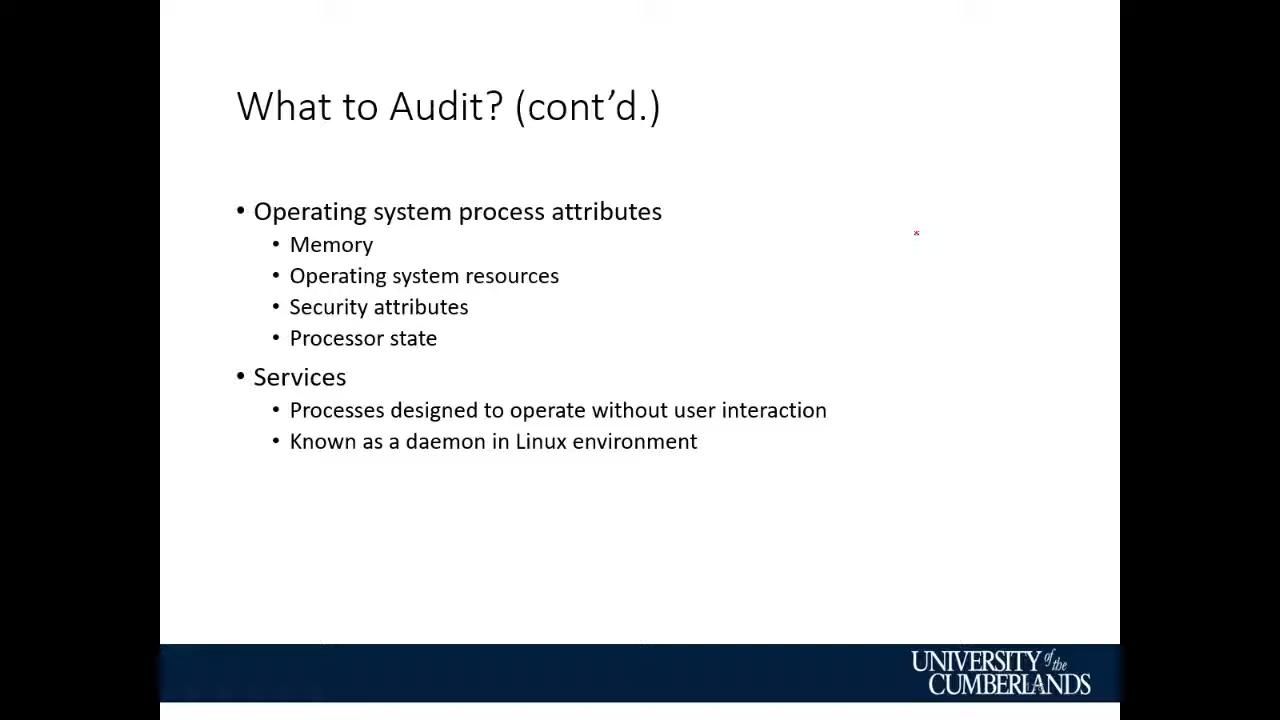 What to Audit? (cont’d.)
• Operating system process attributes
• Memory
• Operating system resources
• Security attributes
• Processor state
• Services
• Processes designed to operate without user interaction
• Known as a daemon in Linux environment
UNIVERSITY of the
CUMBERLANDS